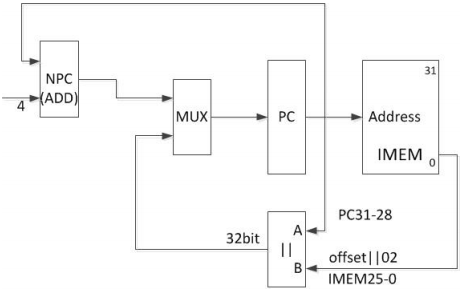 31
NPC
(ADD)
4
MUX
PC
Address
IMEM
0
PC31-28
A
||
B
32bit
offset||02
IMEM25-0